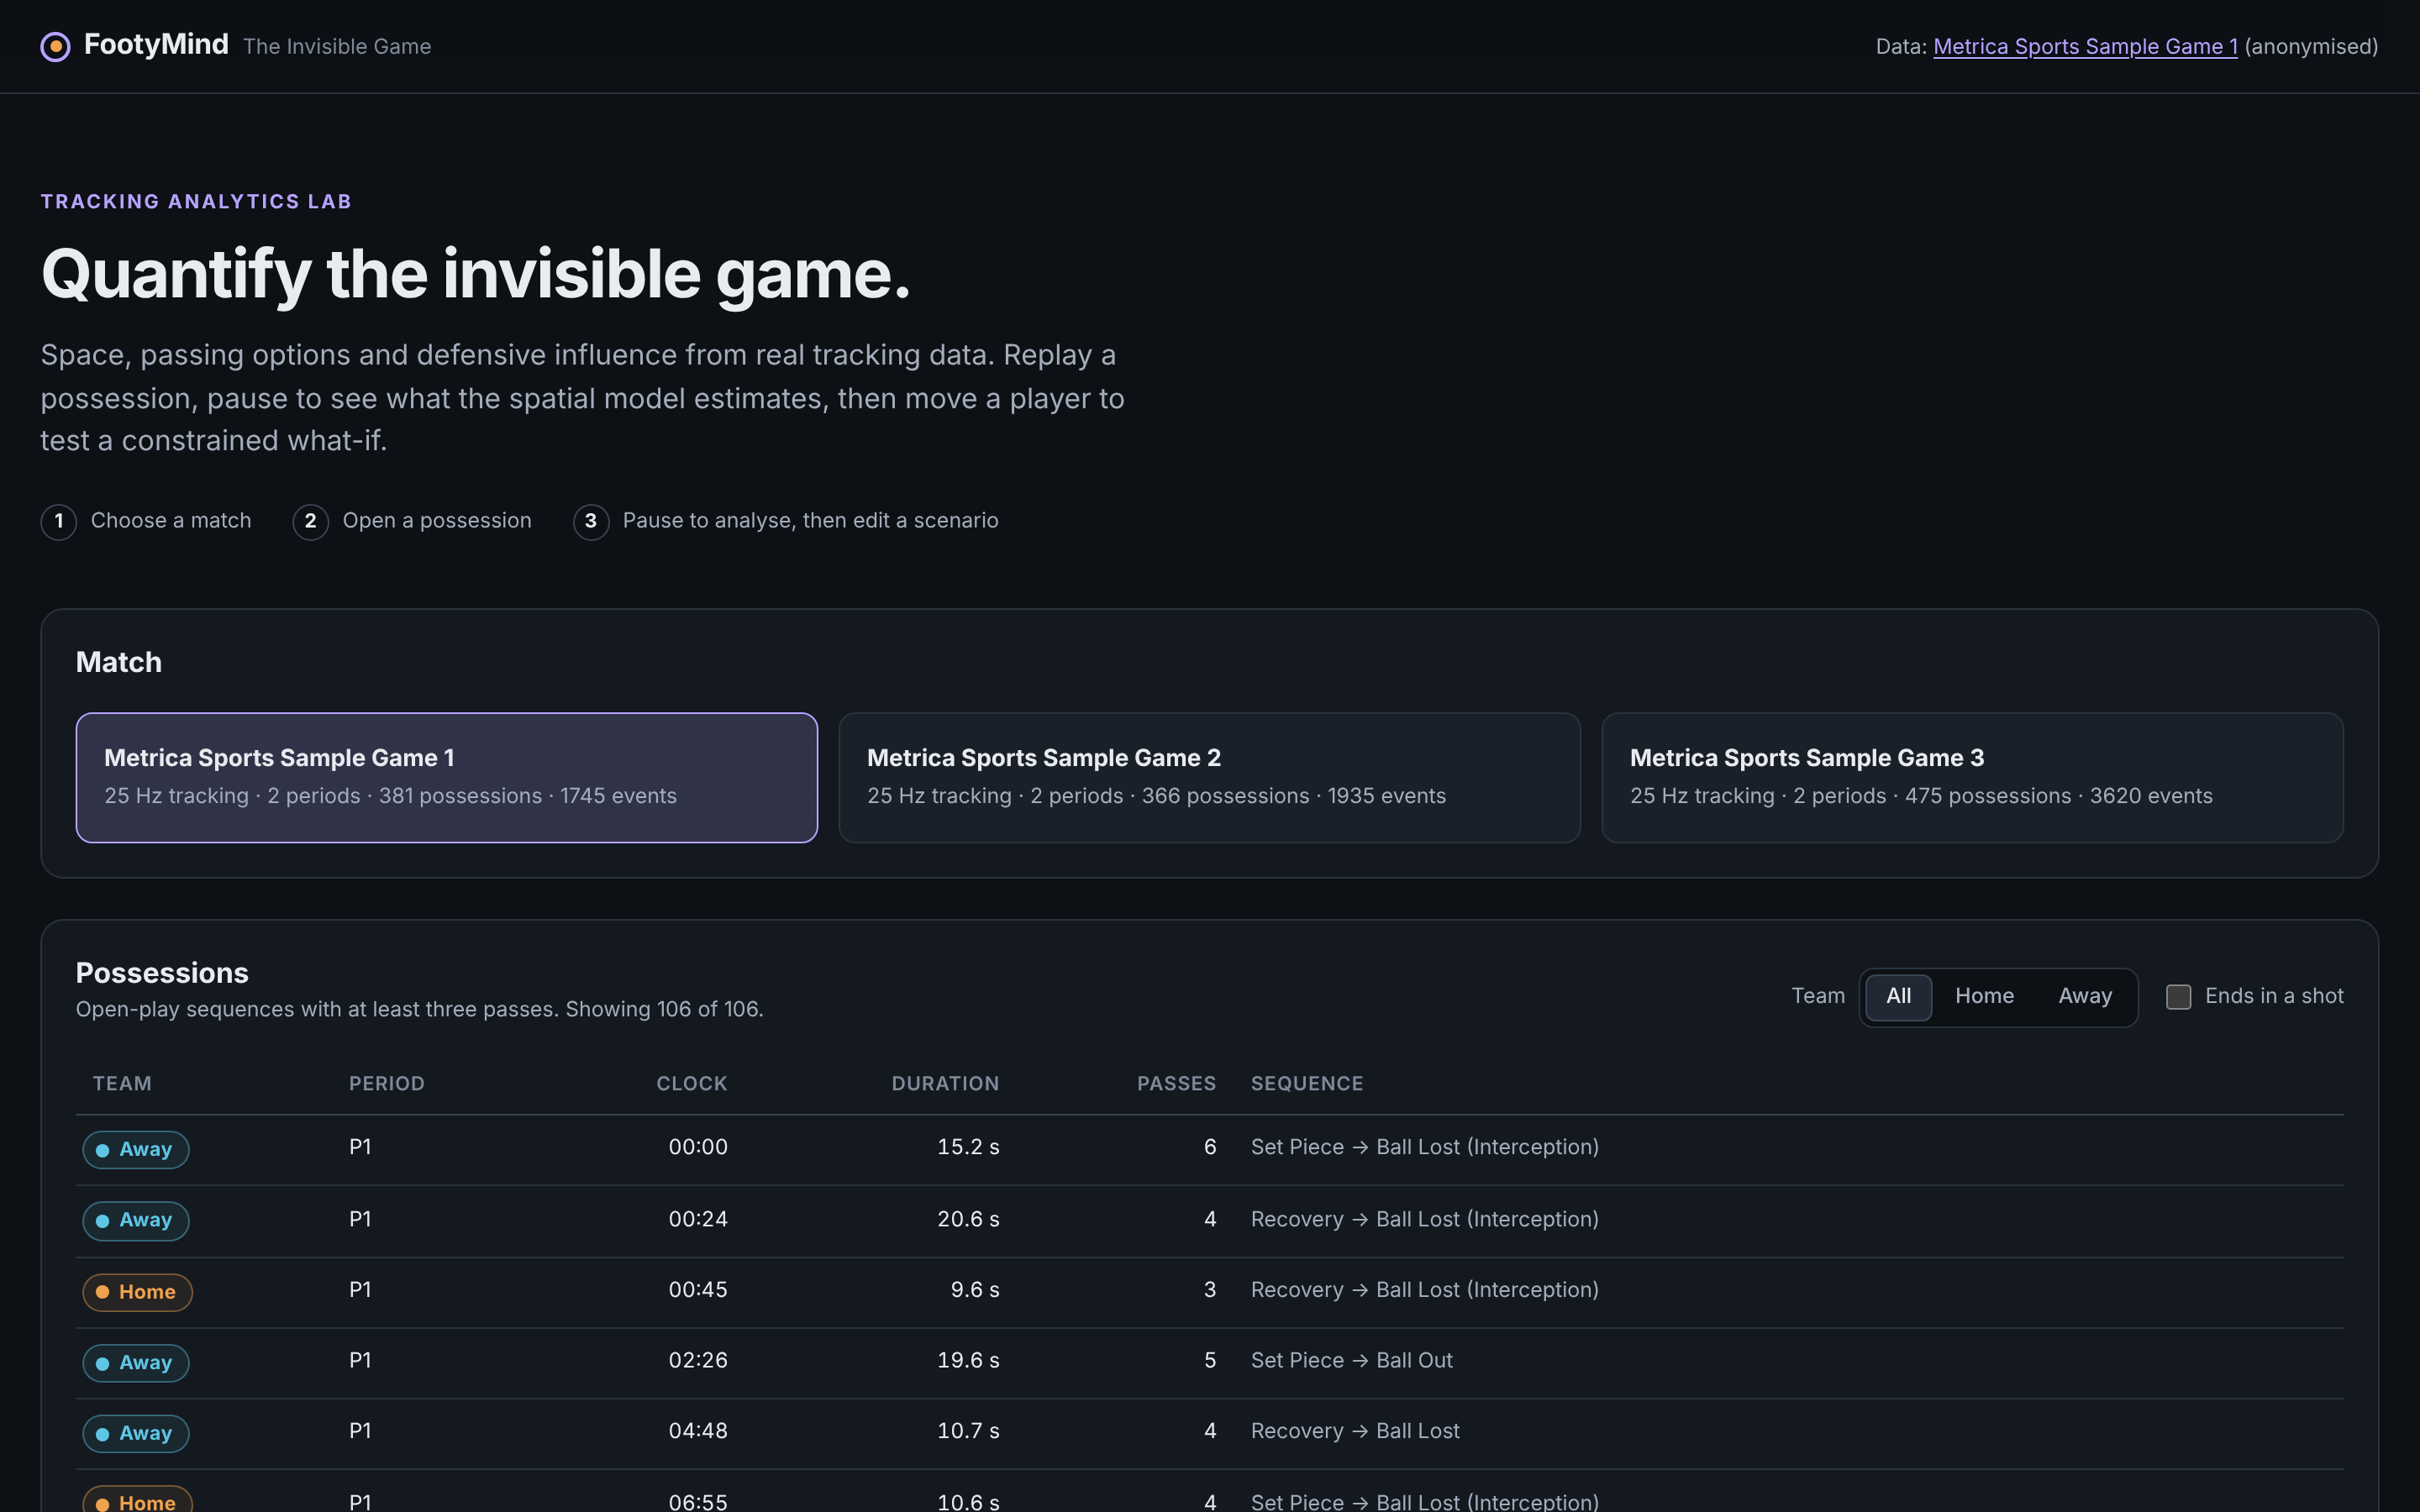 FootyMind The Invisible Game
Data: Metrica Sports Sample Game 1 (anonymised)
TRACKING ANALYTICS LAB
Quantify the invisible game.
Space, passing options and defensive influence from real tracking data. Replay a
possession, pause to see what the spatial model estimates, then move a player to
test a constrained what-if.
1 Choose a match 2 Open a possession 3 Pause to analyse, then edit a scenario
Match
Metrica Sports Sample Game 1
25 Hz tracking · 2 periods · 381 possessions · 1745 events
Metrica Sports Sample Game 2
25 Hz tracking · 2 periods · 366 possessions · 1935 events
Metrica Sports Sample Game 3
25 Hz tracking · 2 periods · 475 possessions · 3620 events
Possessions
Open-play sequences with at least three passes. Showing 106 of 106.
Team All Home Away Ends in a shot
TEAM PERIOD CLOCK DURATION PASSES SEQUENCE
Away P1 00:00 15.2 s 6 Set Piece → Ball Lost (Interception)
Away P1 00:24 20.6 s 4 Recovery → Ball Lost (Interception)
Home P1 00:45 9.6 s 3 Recovery → Ball Lost (Interception)
Away P1 02:26 19.6 s 5 Set Piece → Ball Out
Away P1 04:48 10.7 s 4 Recovery → Ball Lost
Home P1 06:55 10.6 s 4 Set Piece → Ball Lost (Interception)